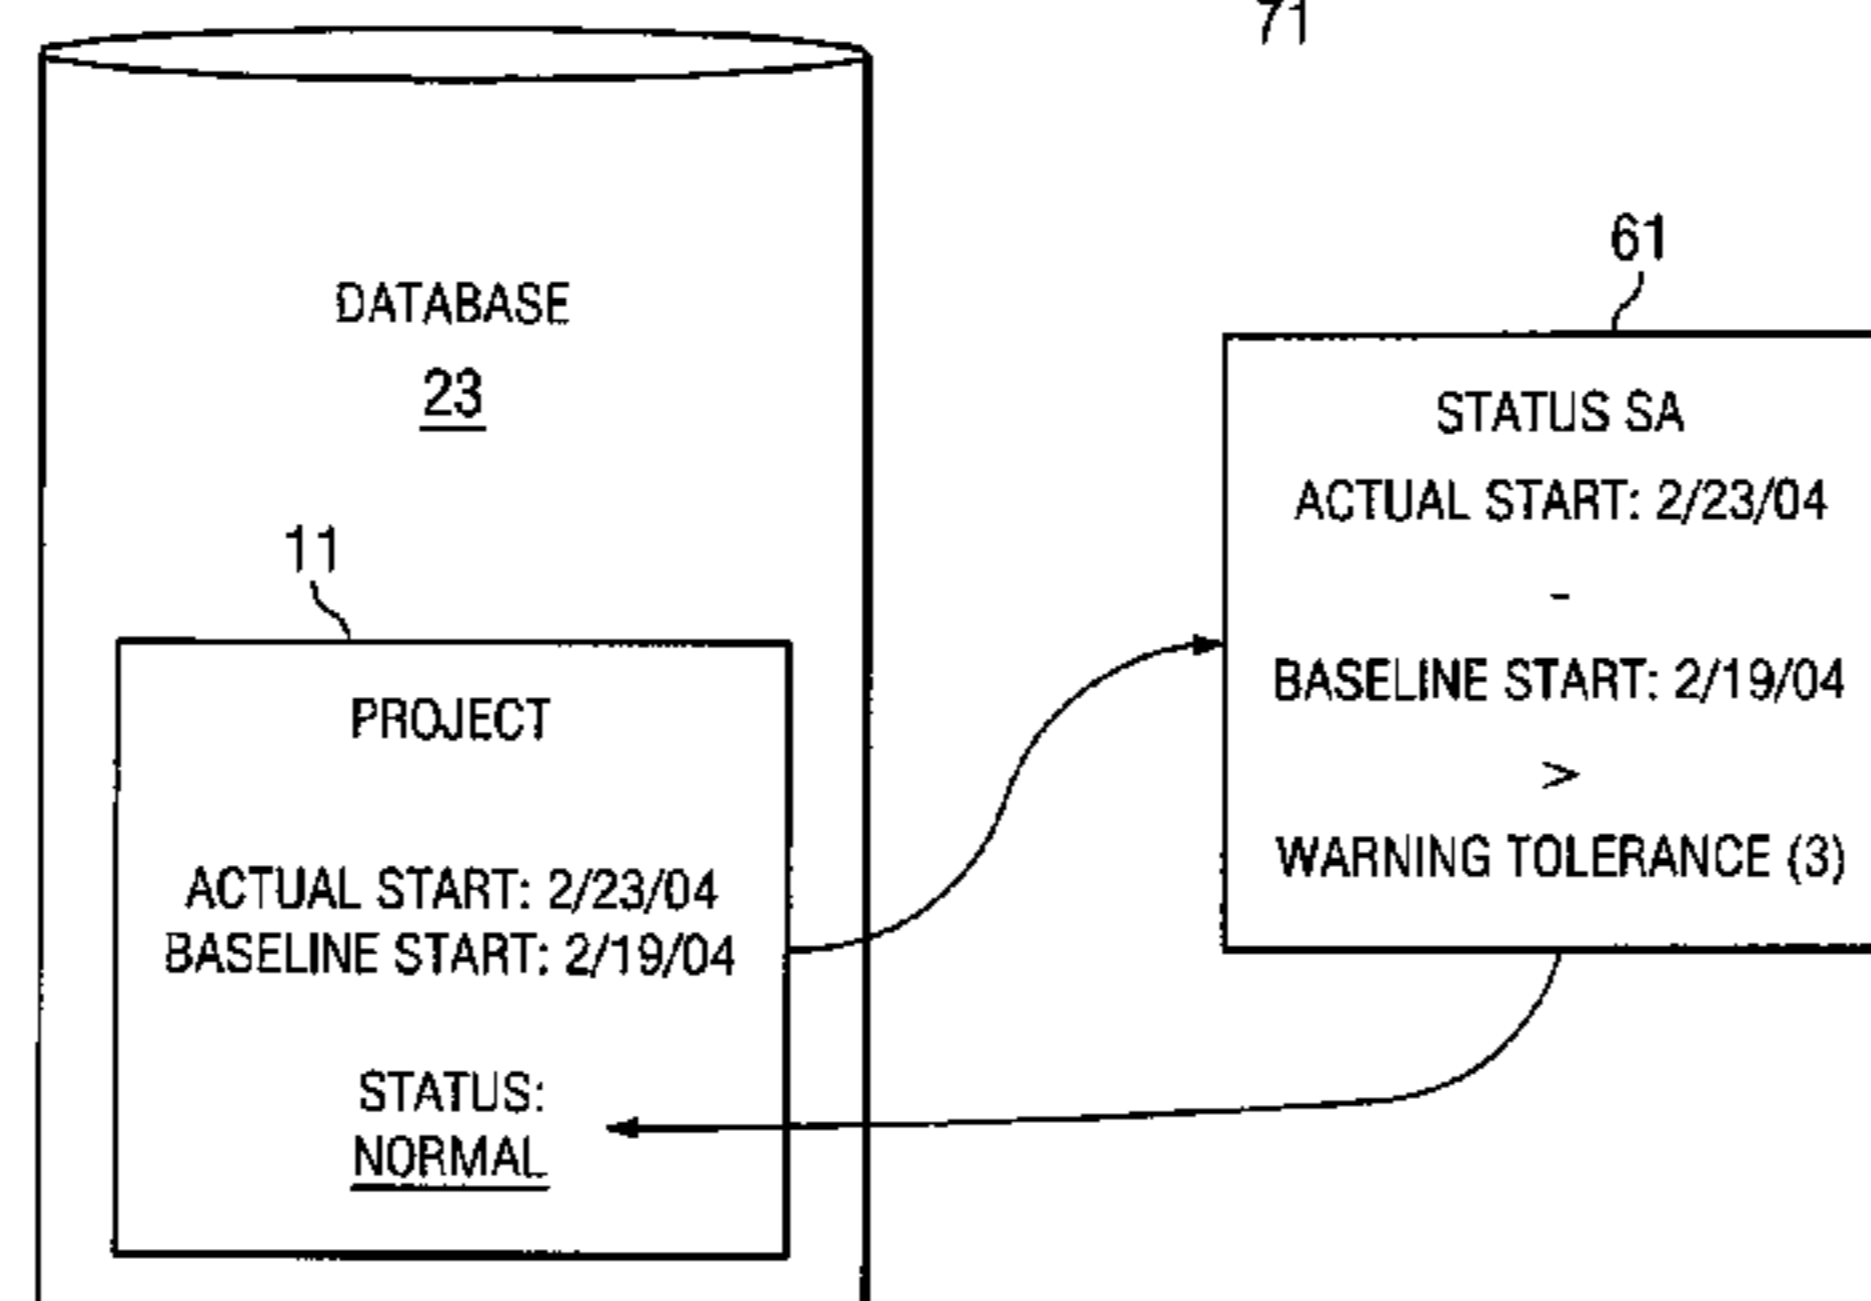 71
DATABASE
23
11
PROJECT
ACTUAL START: 2/23/04
BASELINE START: 2/19/04
STATUS:
NORMAL
61
STATUS SA
ACTUAL START: 2/23/04
-
BASELINE START: 2/19/04
>
WARNING TOLERANCE (3)